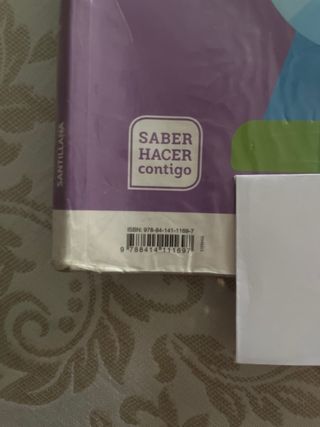 SANTILLANA
SABER
HACER
contigo
ISBN: 978-84-141-1169-7
9 788414 111697